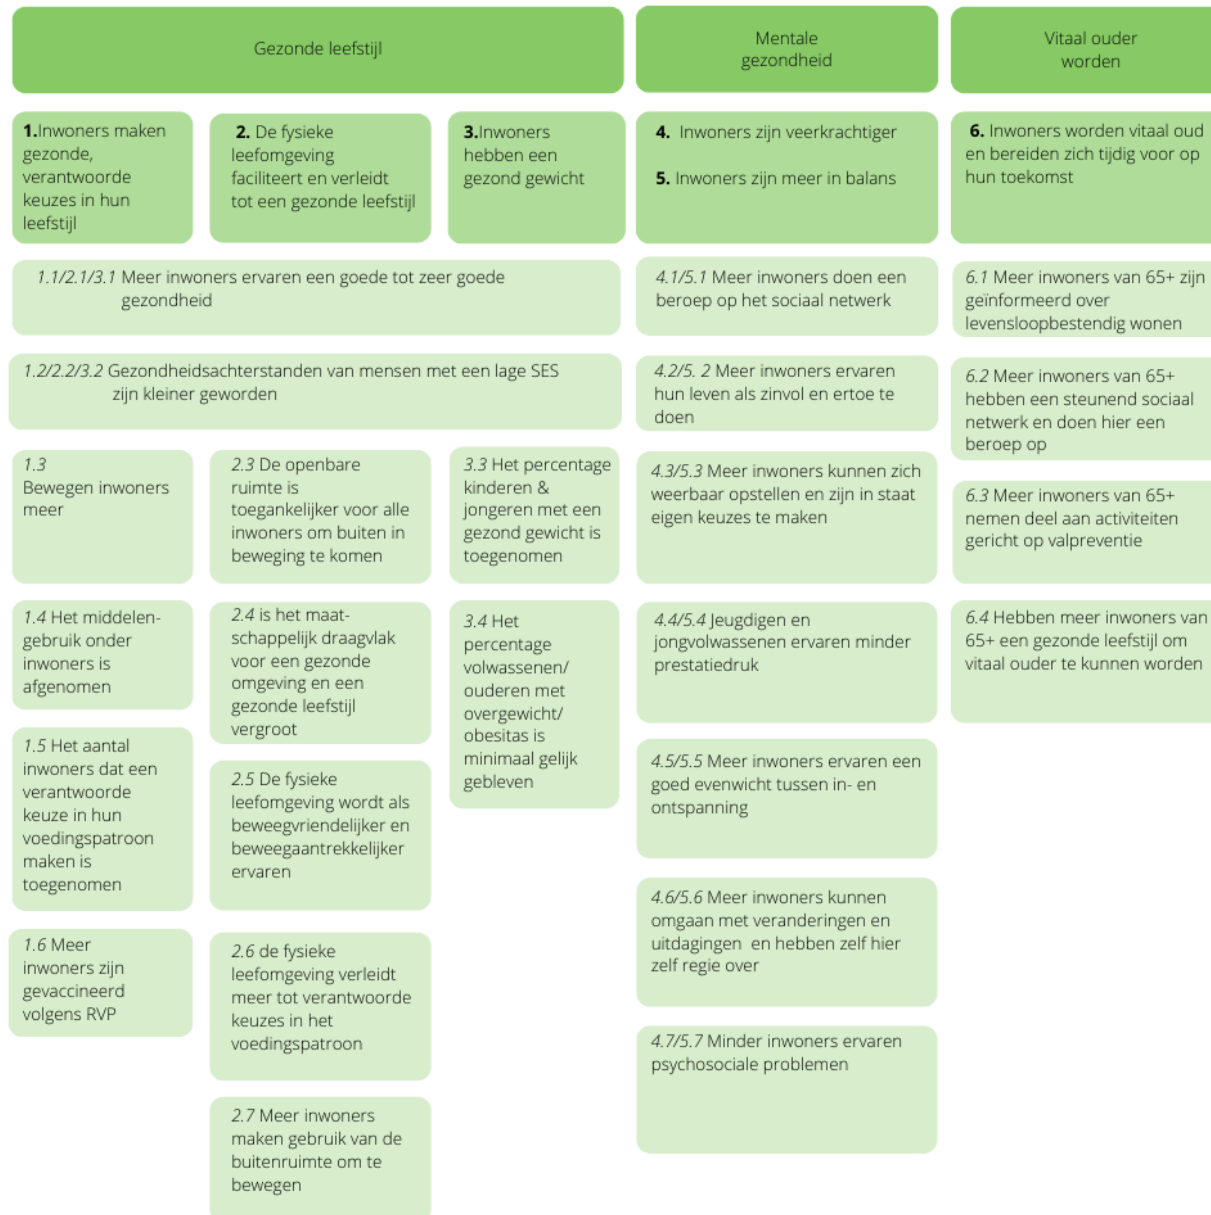 Gezonde leefstijl
Mentale
gezondheid
Vitaal ouder
worden
1.Inwoners maken
gezonde,
verantwoorde
keuzes in hun
leefstijl
2. De fysieke
leefomgeving
faciliteert en verleidt
tot een gezonde leefstijl
3.Inwoners
hebben een
gezond gewicht
4. Inwoners zijn veerkrachtiger
5. Inwoners zijn meer in balans
6. Inwoners worden vitaal oud
en bereiden zich tijdig voor op
hun toekomst
1.1/2.1/3.1 Meer inwoners ervaren een goede tot zeer goede
gezondheid
1.2/2.2/3.2 Gezondheidsachterstanden van mensen met een lage SES
zijn kleiner geworden
1.3
Bewegen inwoners
meer
1.4 Het middelen-
gebruik onder
inwoners is
afgenomen
1.5 Het aantal
inwoners dat een
verantwoorde
keuze in hun
voedingspatroon
maken is
toegenomen
1.6 Meer
inwoners zijn
gevaccineerd
volgens RVP
2.3 De openbare
ruimte is
toegankelijker voor alle
inwoners om buiten in
beweging te komen
2.4 is het maat-
schappelijk draagvlak
voor een gezonde
omgeving en een
gezonde leefstijl
vergroot
2.5 De fysieke
leefomgeving wordt als
beweegvriendelijker en
beweegaantrekkelijker
ervaren
2.6 de fysieke
leefomgeving verleidt
meer tot verantwoorde
keuzes in het
voedingspatroon
2.7 Meer inwoners
maken gebruik van de
buitenruimte om te
bewegen
3.3 Het percentage
kinderen &
jongeren met een
gezond gewicht is
toegenomen
3.4 Het
percentage
volwassenen/
ouderen met
overgewicht/
obesitas is
minimaal gelijk
gebleven
4.1/5.1 Meer inwoners doen een
beroep op het sociaal netwerk
4.2/5. 2 Meer inwoners ervaren
hun leven als zinvol en ertoe te
doen
4.3/5.3 Meer inwoners kunnen zich
weerbaar opstellen en zijn in staat
eigen keuzes te maken
4.4/5.4 Jeugdigen en
jongvolwassenen ervaren minder
prestatiedruk
4.5/5.5 Meer inwoners ervaren een
goed evenwicht tussen in- en
ontspanning
4.6/5.6 Meer inwoners kunnen
omgaan met veranderingen en
uitdagingen en hebben zelf hier
zelf regie over
4.7/5.7 Minder inwoners ervaren
psychosociale problemen
6.1 Meer inwoners van 65+ zijn
geïnformeerd over
levensloopbestendig wonen
6.2 Meer inwoners van 65+
hebben een steunend sociaal
netwerk en doen hier een
beroep op
6.3 Meer inwoners van 65+
nemen deel aan activiteiten
gericht op valpreventie
6.4 Hebben meer inwoners van
65+ een gezonde leefstijl om
vitaal ouder te kunnen worden